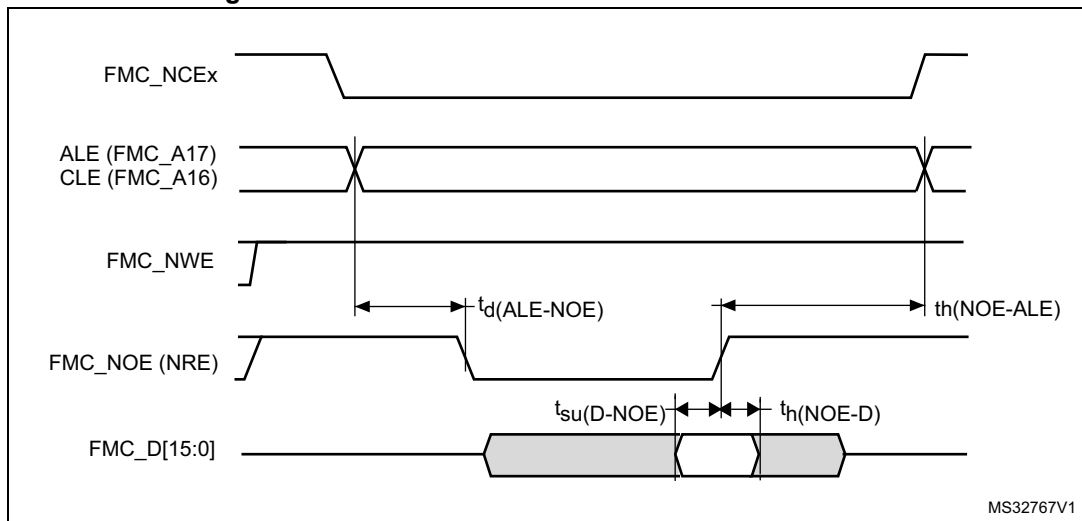 FMC_NCEx
ALE (FMC_A17)
CLE (FMC_A16)
FMC_NWE
td(ALE-NOE)
th(NOE-ALE)
FMC_NOE (NRE)
tsu(D-NOE)
th(NOE-D)
FMC_D[15:0]
MS32767V1